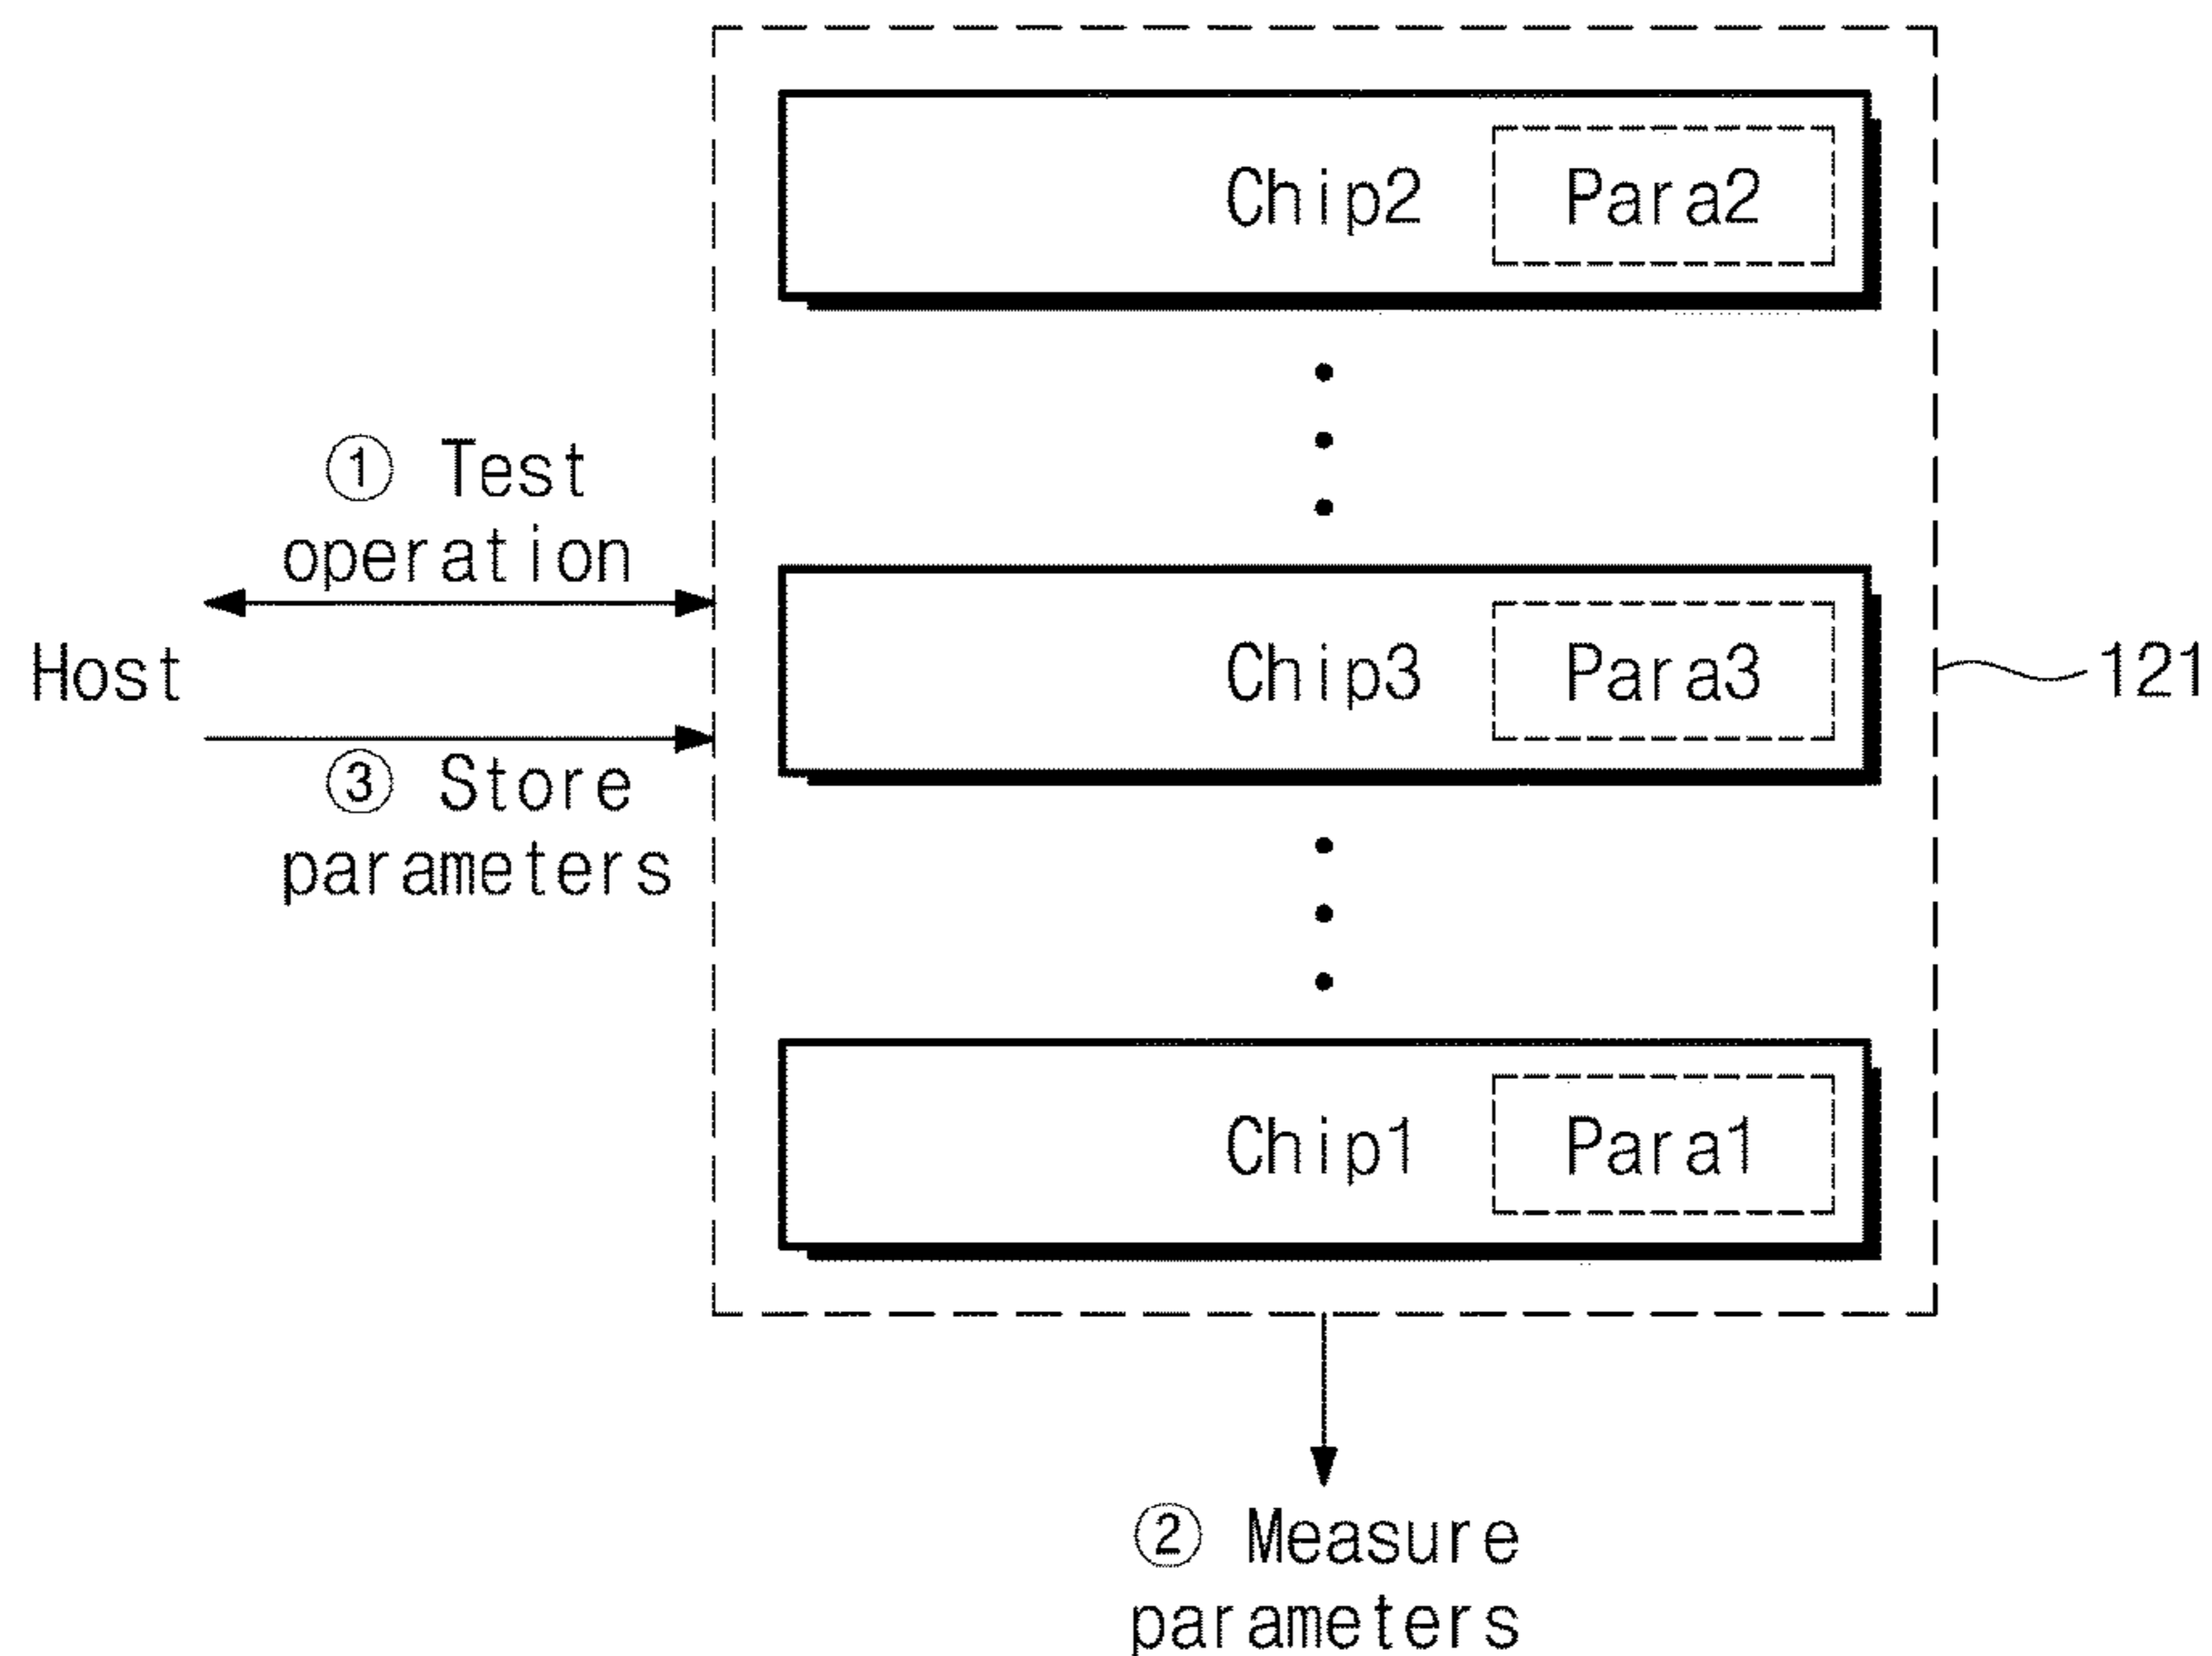 Chip2 Para2
① Test
operation
Host
Chip3 Para3
121
③ Store
parameters
Chip1 Para1
② Measure
parameters